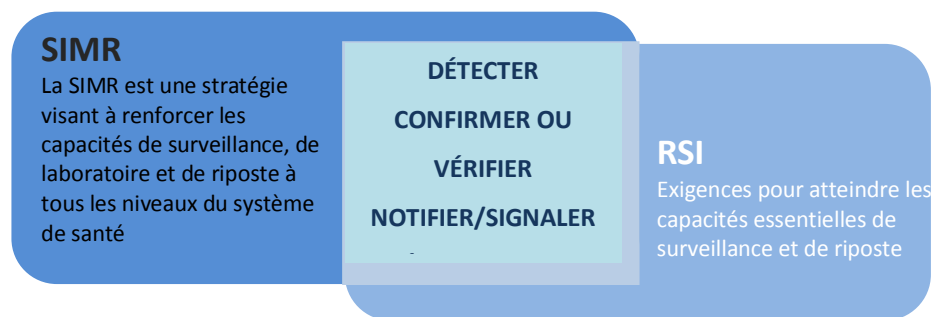 SIMR
La SIMR est une stratégie
visant à renforcer les
capacités de surveillance, de
laboratoire et de riposte à
tous les niveaux du système
de santé
DÉTECTER
CONFIRMER OU
VÉRIFIER
NOTIFIER/SIGNALER
RSI
Exigences pour atteindre les
capacités essentielles de
surveillance et de riposte